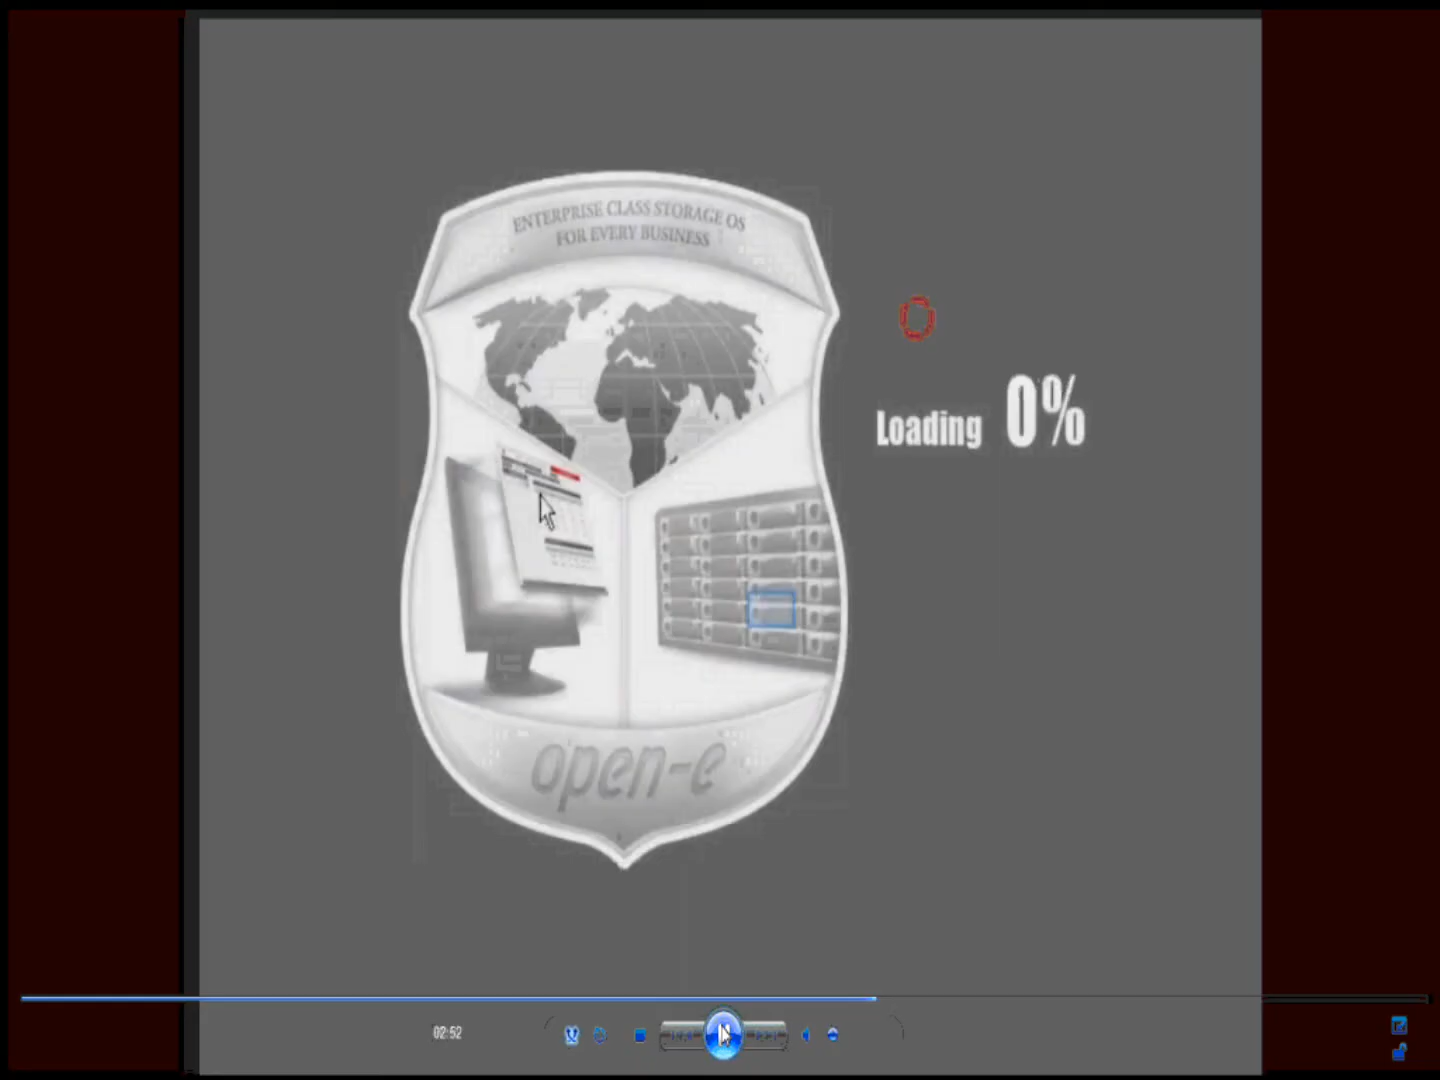 ENTERPRISE CLASS STORAGE OS
FOR EVERY BUSINESS
Loading 0%
open-e
02:52